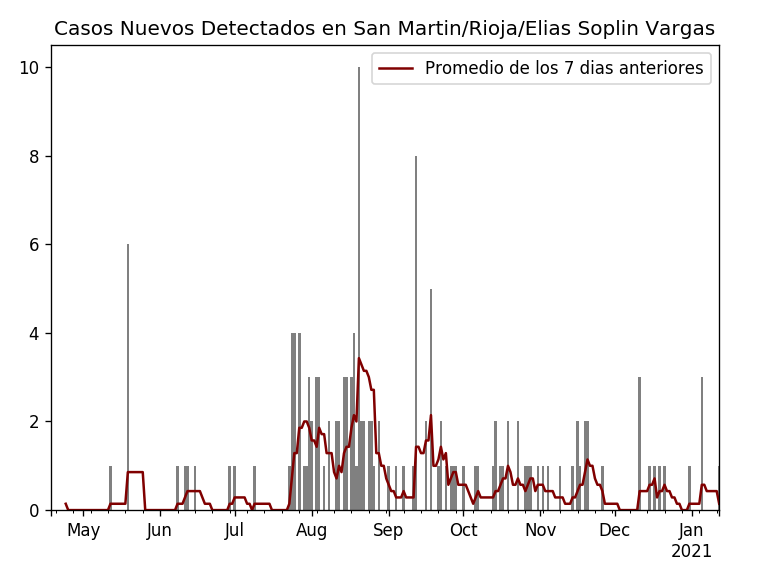 Casos Nuevos Detectados en San Martin/Rioja/Elias Soplin Vargas
Promedio de los 7 dias anteriores
10
8
6
4
2
0
May Jun Jul Aug Sep Oct Nov Dec Jan
2021